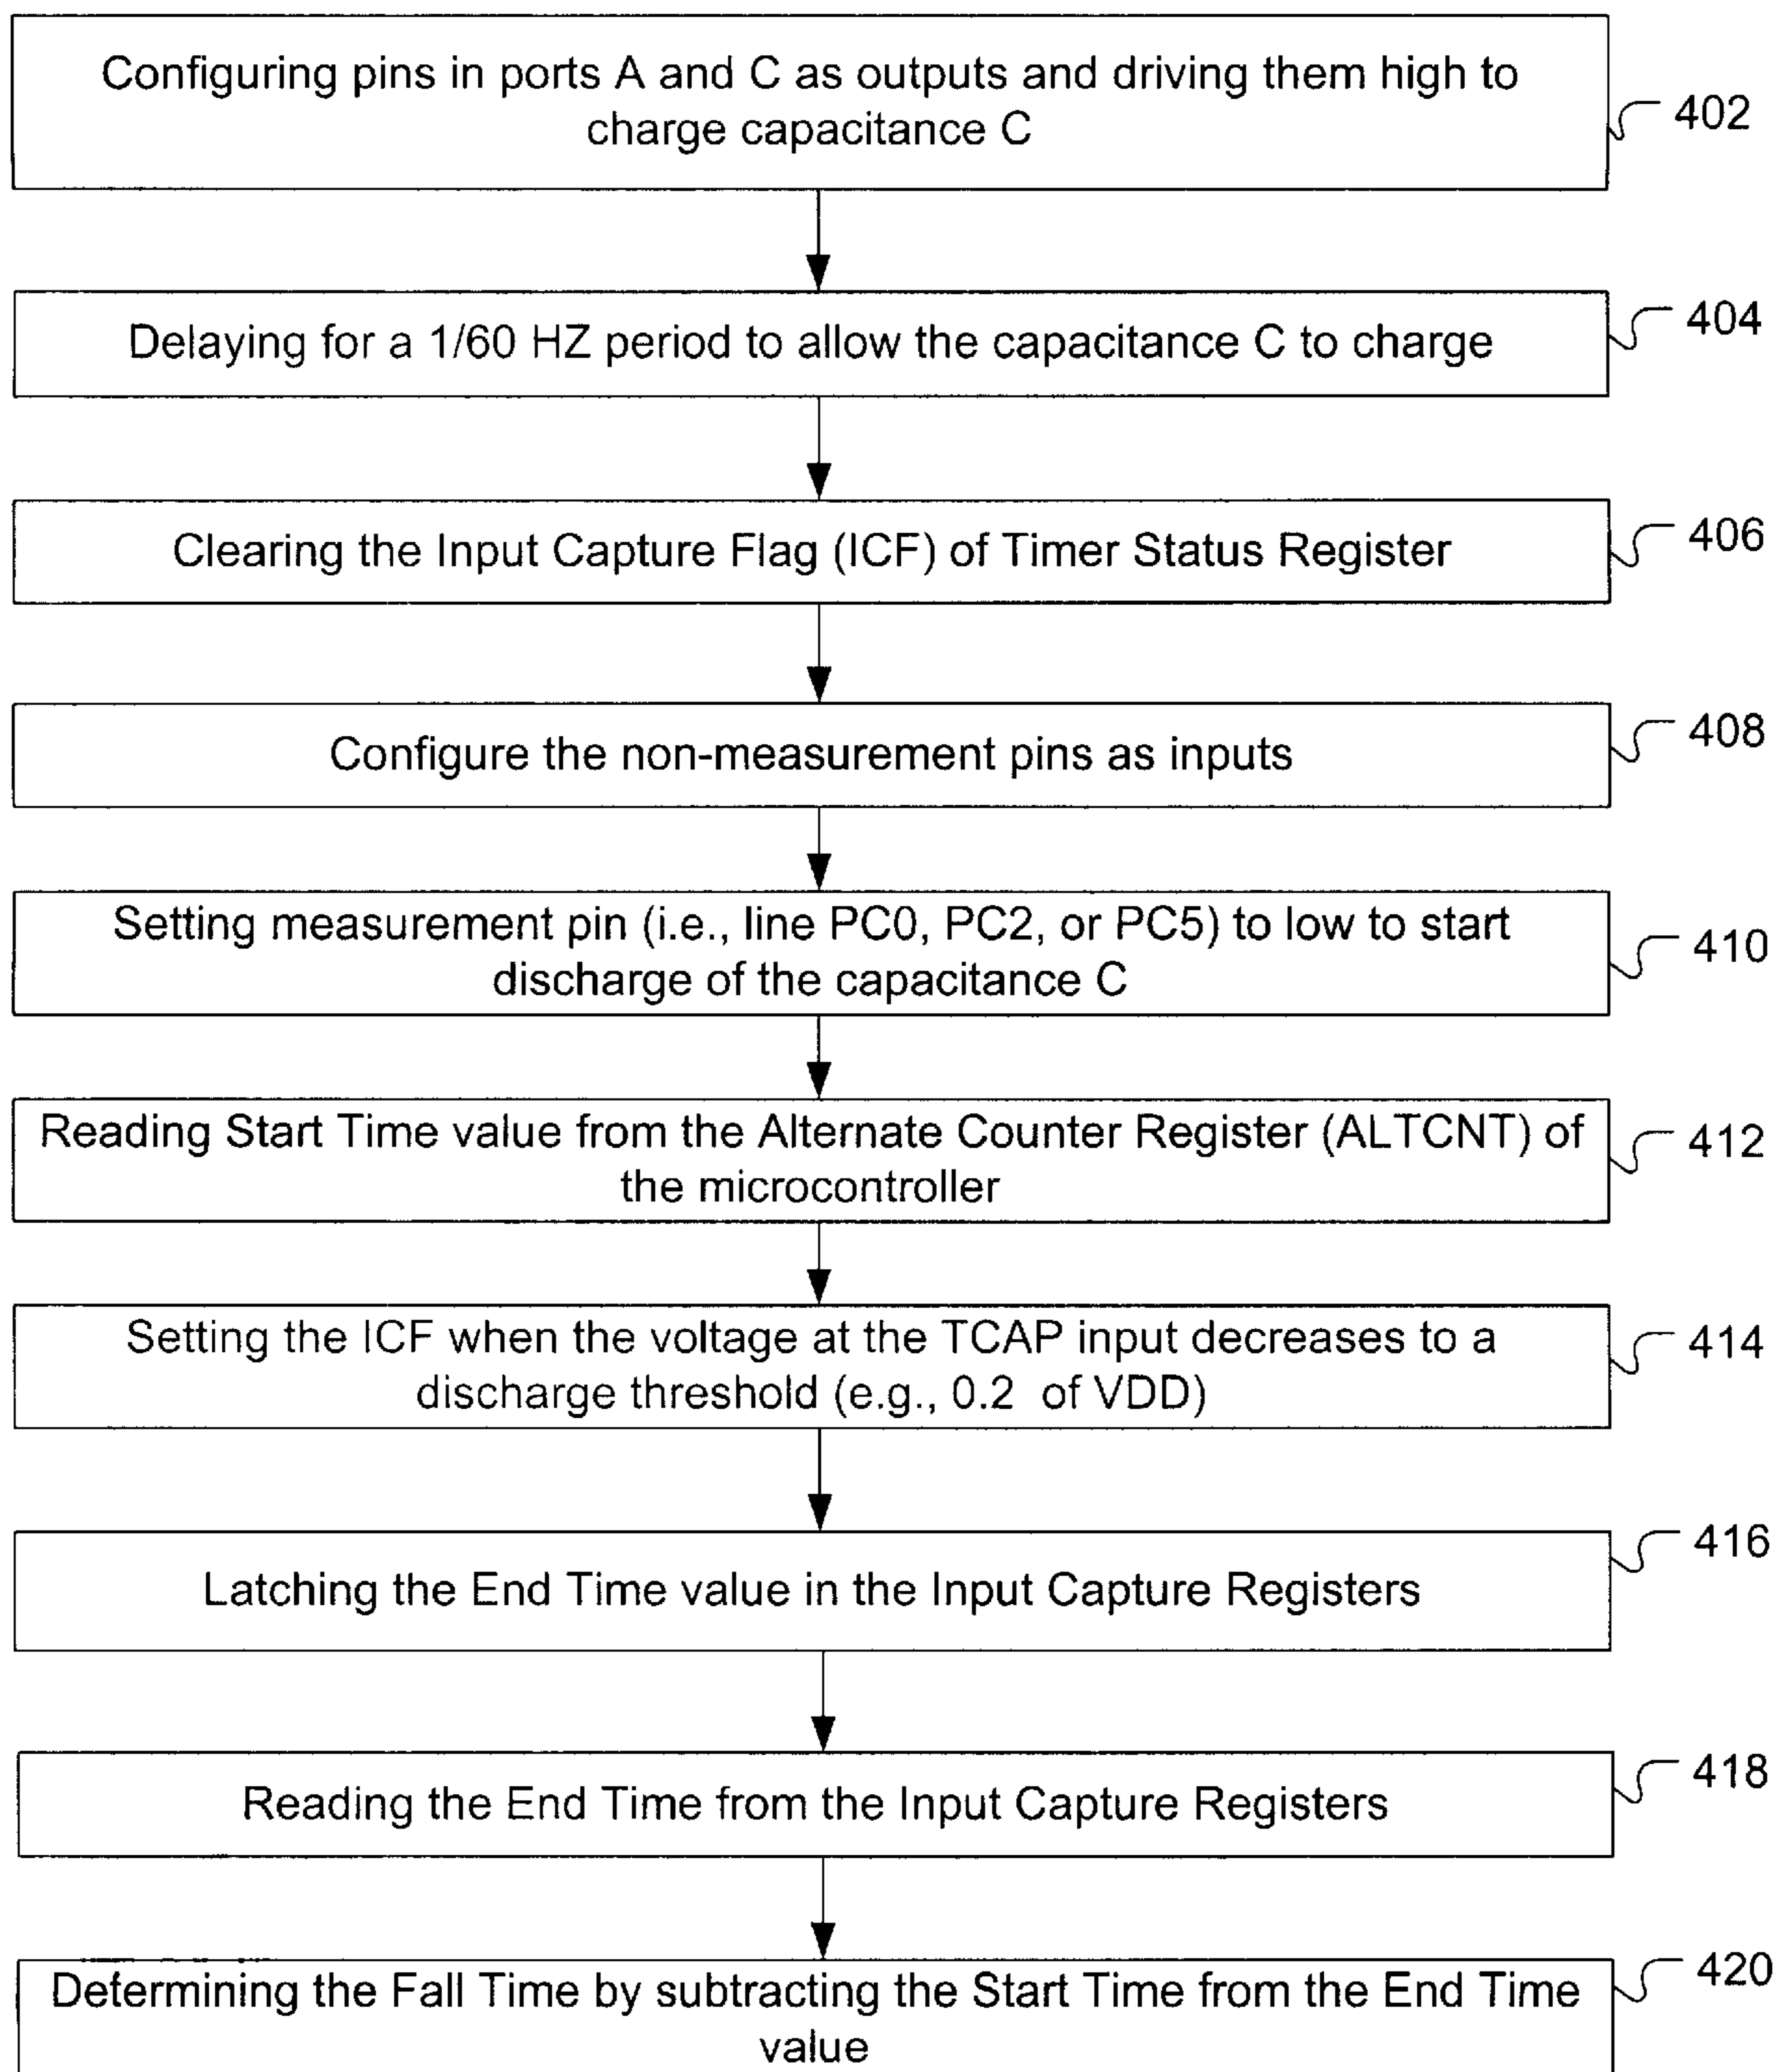 Configuring pins in ports A and C as outputs and driving them high to
charge capacitance C
402
Delaying for a 1/60 HZ period to allow the capacitance C to charge
404
Clearing the Input Capture Flag (ICF) of Timer Status Register
406
Configure the non-measurement pins as inputs
408
Setting measurement pin (i.e., line PC0, PC2, or PC5) to low to start
discharge of the capacitance C
410
Reading Start Time value from the Alternate Counter Register (ALTCNT) of
the microcontroller
412
Setting the ICF when the voltage at the TCAP input decreases to a
discharge threshold (e.g., 0.2 of VDD)
414
Latching the End Time value in the Input Capture Registers
416
Reading the End Time from the Input Capture Registers
418
Determining the Fall Time by subtracting the Start Time from the End Time
value
420